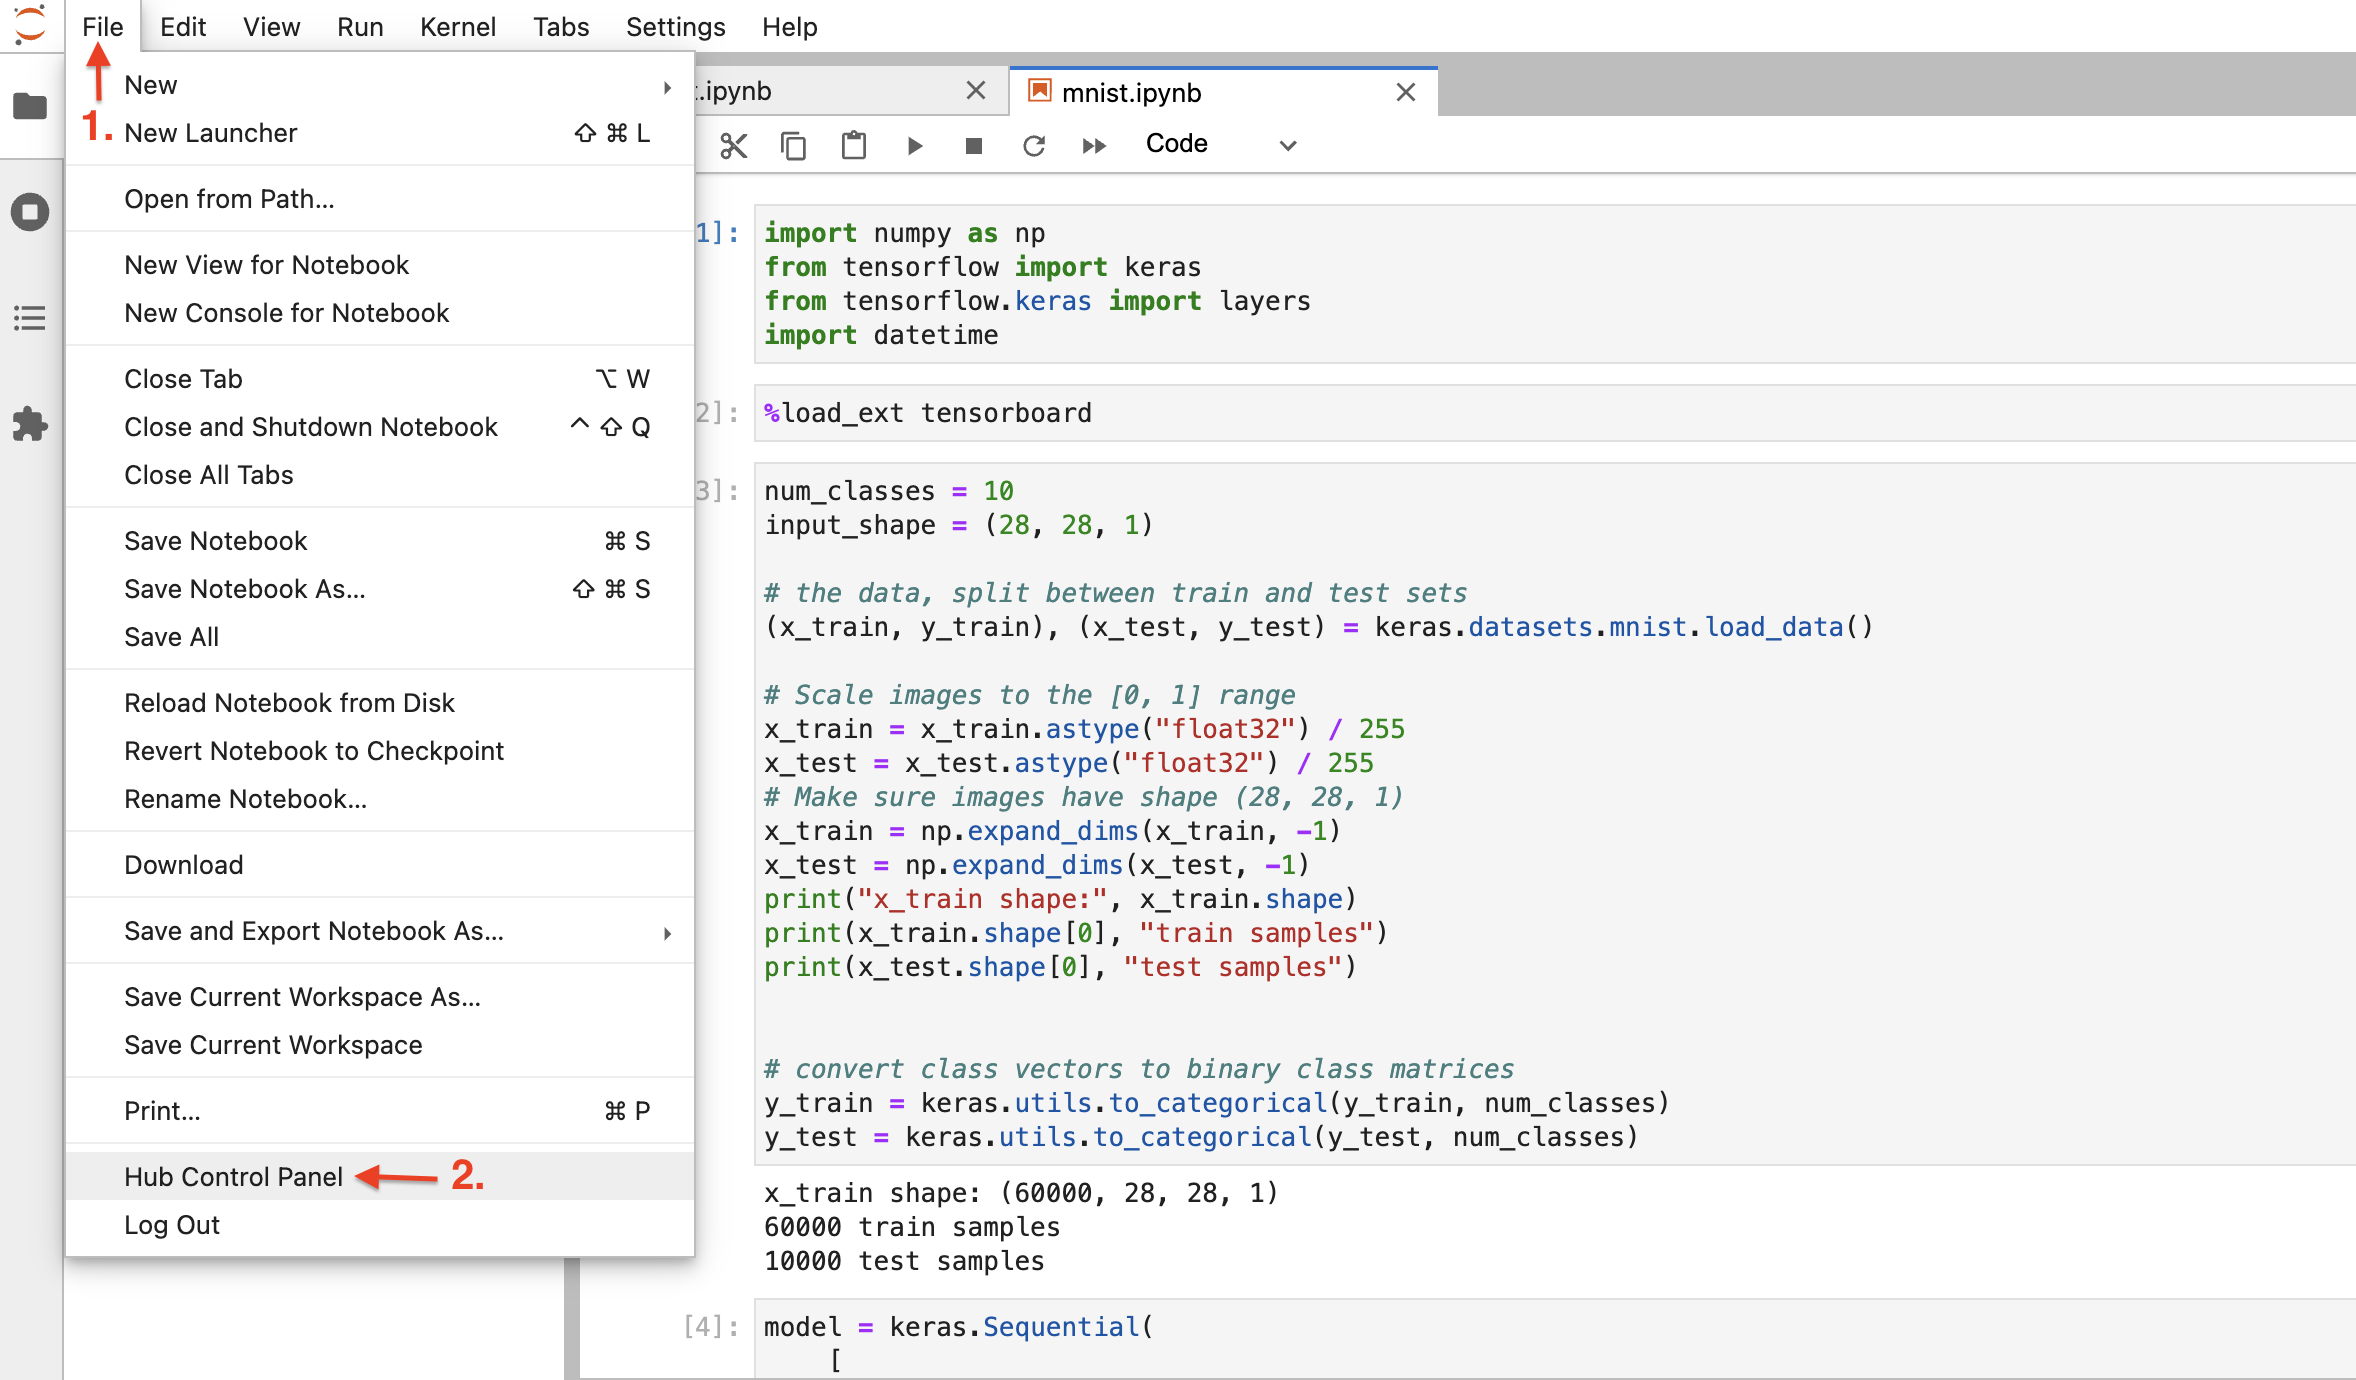 File Edit View Run Kernel Tabs Settings Help
1.
New
New Launcher ⇧ ⌘ L
Open from Path...
New View for Notebook
New Console for Notebook
Close Tab ⌥ W
Close and Shutdown Notebook ^ ⇧ Q
Close All Tabs
Save Notebook ⌘ S
Save Notebook As... ⇧ ⌘ S
Save All
Reload Notebook from Disk
Revert Notebook to Checkpoint
Rename Notebook...
Download
Save and Export Notebook As...
Save Current Workspace As...
Save Current Workspace
Print... ⌘ P
Hub Control Panel 2.
Log Out
.ipynb
mnist.ipynb
Code
1]:
import numpy as np
from tensorflow import keras
from tensorflow.keras import layers
import datetime
2]:
%load_ext tensorboard
3]:
num_classes = 10
input_shape = (28, 28, 1)
# the data, split between train and test sets
(x_train, y_train), (x_test, y_test) = keras.datasets.mnist.load_data()
# Scale images to the [0, 1] range
x_train = x_train.astype("float32") / 255
x_test = x_test.astype("float32") / 255
# Make sure images have shape (28, 28, 1)
x_train = np.expand_dims(x_train, -1)
x_test = np.expand_dims(x_test, -1)
print("x_train shape:", x_train.shape)
print(x_train.shape[0], "train samples")
print(x_test.shape[0], "test samples")
# convert class vectors to binary class matrices
y_train = keras.utils.to_categorical(y_train, num_classes)
y_test = keras.utils.to_categorical(y_test, num_classes)
x_train shape: (60000, 28, 28, 1)
60000 train samples
10000 test samples
[4]:
model = keras.Sequential(
[